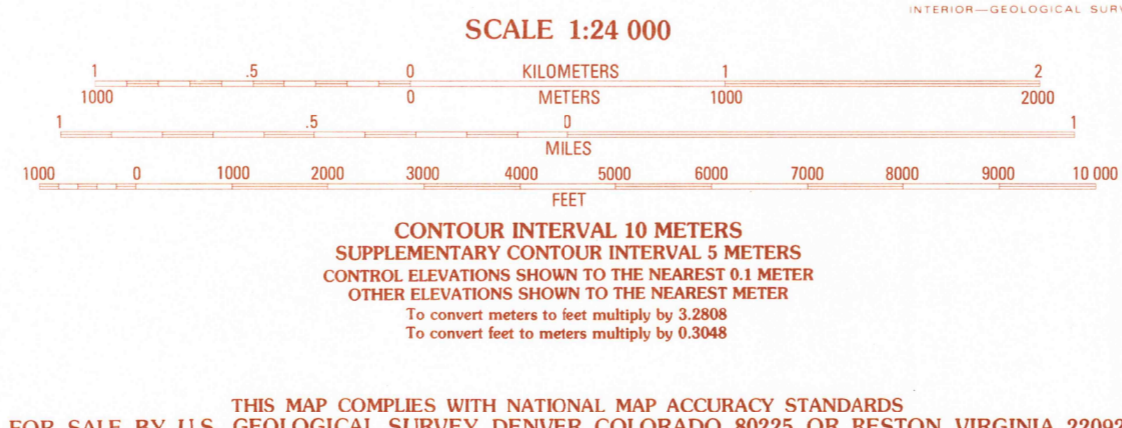 INTERIOR—GEOLOGICAL
SCALE 1:24 000
1 .5 0 KILOMETERS 1 2
1000 0 METERS 1000 2000
1 .5 0 1
MILES
1000 0 1000 2000 3000 4000 5000 6000 7000 8000 9000 10 000
FEET
CONTOUR INTERVAL 10 METERS
SUPPLEMENTARY CONTOUR INTERVAL 5 METERS
CONTROL ELEVATIONS SHOWN TO THE NEAREST 0.1 METER
OTHER ELEVATIONS SHOWN TO THE NEAREST METER
To convert meters to feet multiply by 3.2808
To convert feet to meters multiply by 0.3048
THIS MAP COMPLIES WITH NATIONAL MAP ACCURACY STANDARDS
FOR SALE BY U.S. GEOLOGICAL SURVEY, DENVER, COLORADO 80225, OR RESTON, VIRGINIA 22092